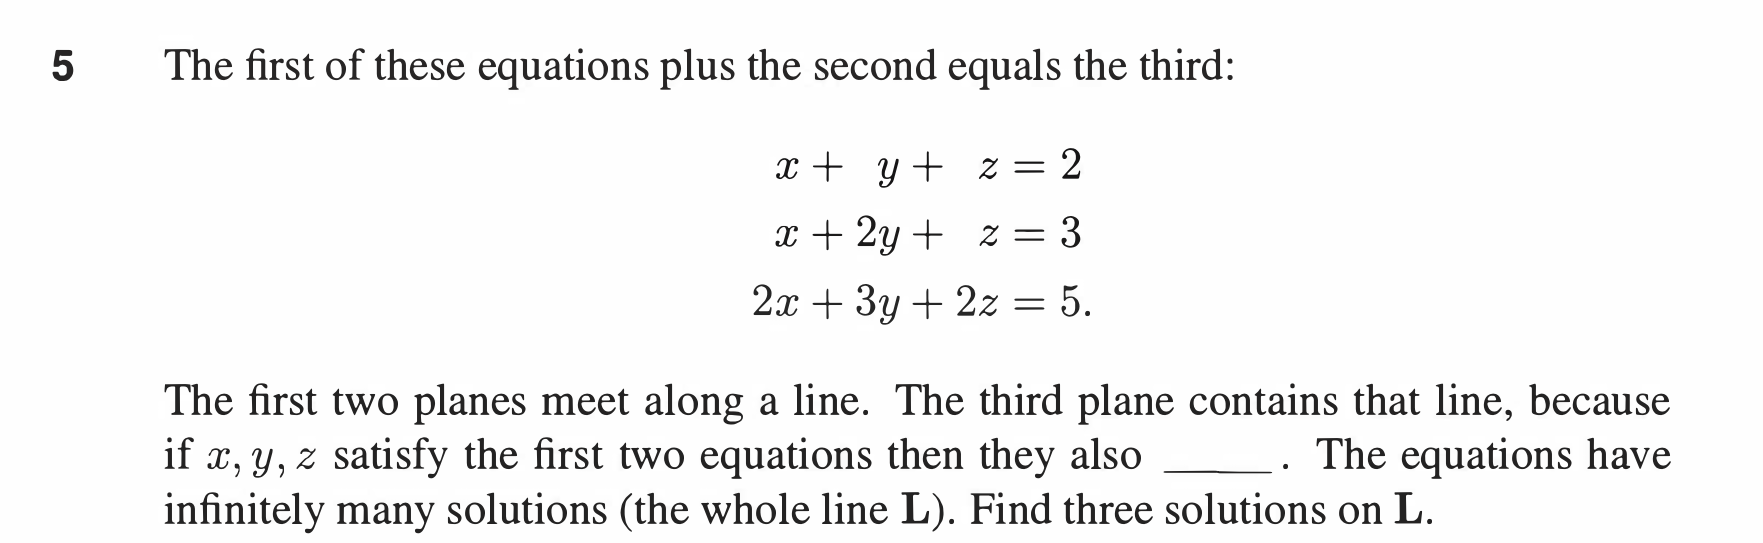 5 The first of these equations plus the second equals the third:
x + y + z = 2
x + 2y + z = 3
2x + 3y + 2z = 5.
The first two planes meet along a line. The third plane contains that line, because
if x, y, z satisfy the first two equations then they also _____ . The equations have
infinitely many solutions (the whole line L). Find three solutions on L.